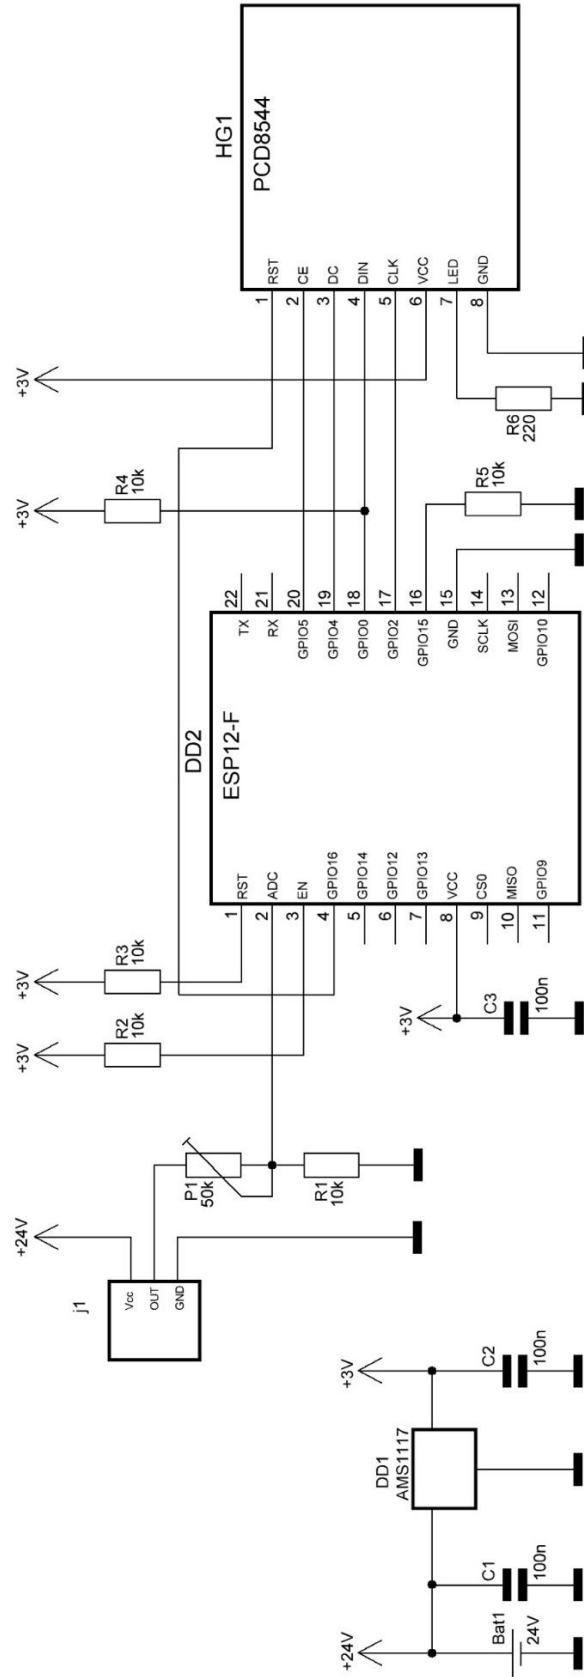 +24V
Bat1
24V
C1
100n
DD1
AMS1117
+3V
C2
100n
j1
Vcc
OUT
GND
+24V
P1
50k
R1
10k
+3V
R2
10k
+3V
R3
10k
+3V
C3
100n
DD2
ESP12-F
1
RST
2
ADC
3
EN
4
GPIO16
5
GPIO14
6
GPIO12
7
GPIO13
8
VCC
9
CS0
10
MISO
11
GPIO9
TX
22
RX
21
GPIO5
20
GPIO4
19
GPIO0
18
GPIO2
17
GPIO15
16
GND
15
SCLK
14
MOSI
13
GPIO10
12
+3V
R4
10k
R5
10k
+3V
R6
220
HG1
PCD8544
1
RST
2
CE
3
DC
4
DIN
5
CLK
6
VCC
7
LED
8
GND